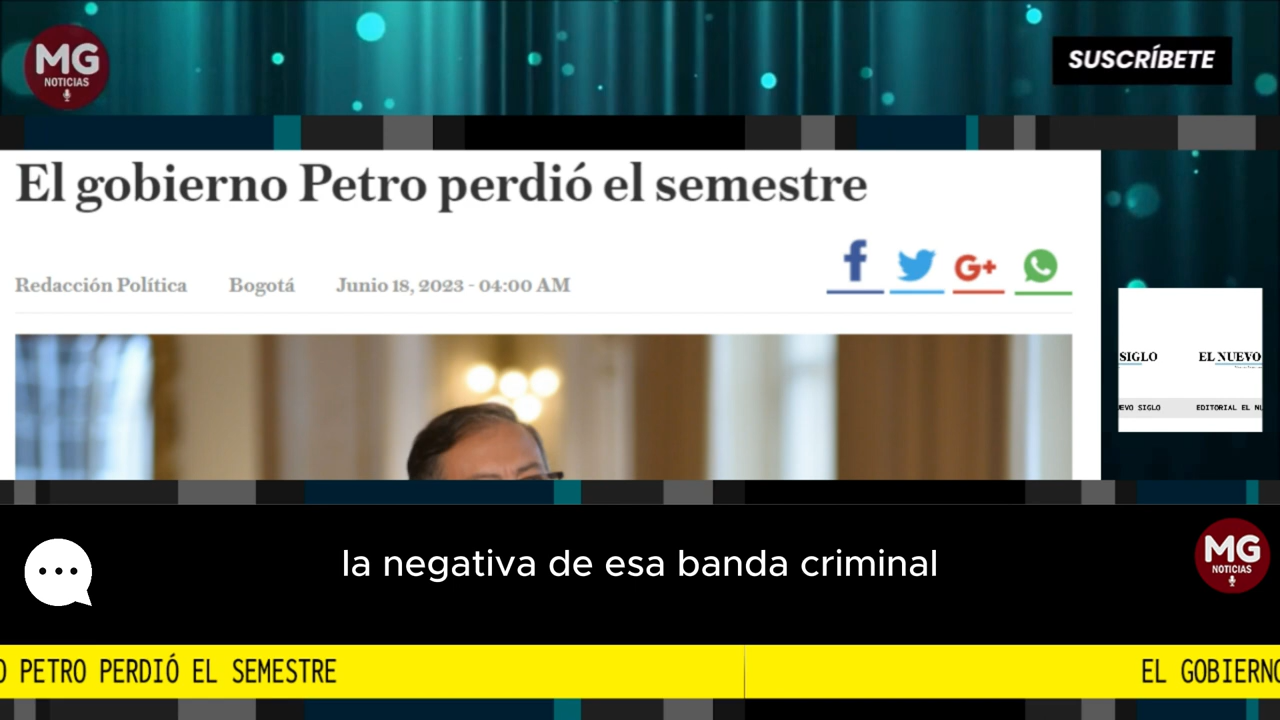 MG
NOTICIAS
SUSCRÍBETE
El gobierno Petro perdió el semestre
Redacción Política Bogotá Junio 18, 2023 - 04:00 AM
f G+
SIGLO EL NUEVO
EVO SIGLO EDITORIAL EL NU
la negativa de esa banda criminal
MG
NOTICIAS
O PETRO PERDIÓ EL SEMESTRE EL GOBIERNO